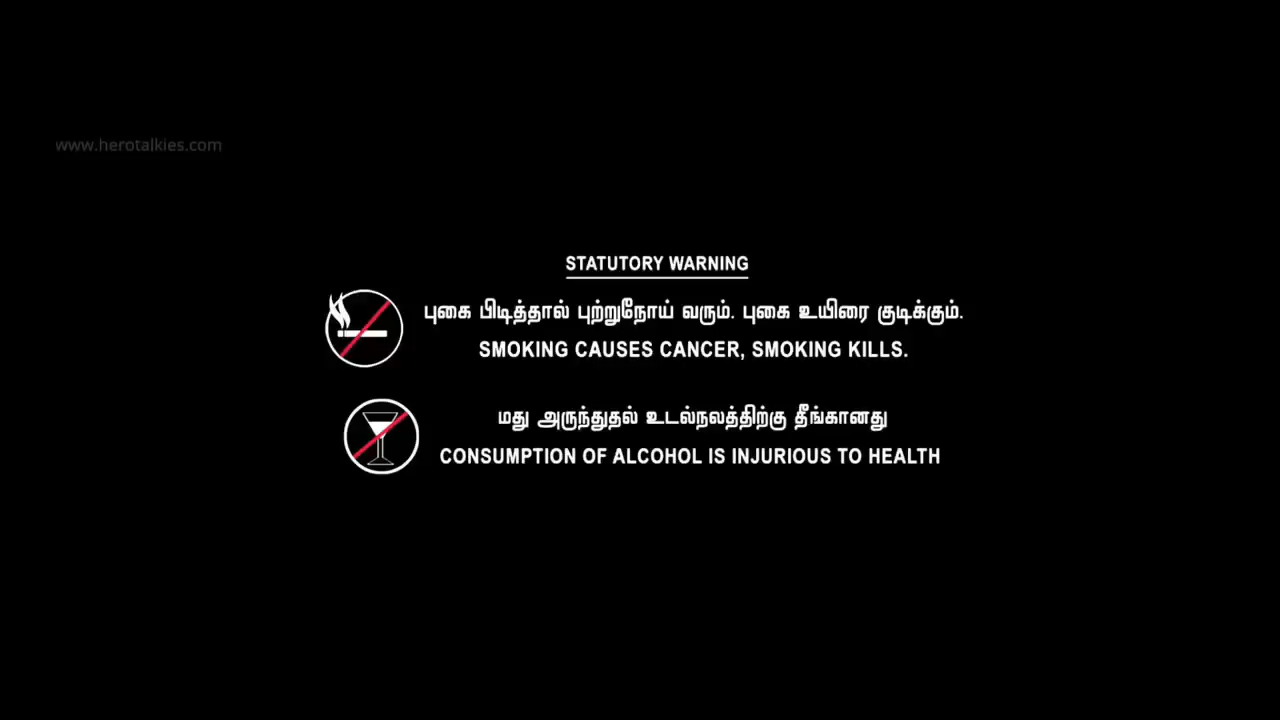 www.herotalkies.com
STATUTORY WARNING
புகை பிடித்தால் புற்றுநோய் வரும். புகை உயிரை குடிக்கும்.
SMOKING CAUSES CANCER, SMOKING KILLS.
மது அருந்துதல் உடல்நலத்திற்கு தீங்கானது
CONSUMPTION OF ALCOHOL IS INJURIOUS TO HEALTH